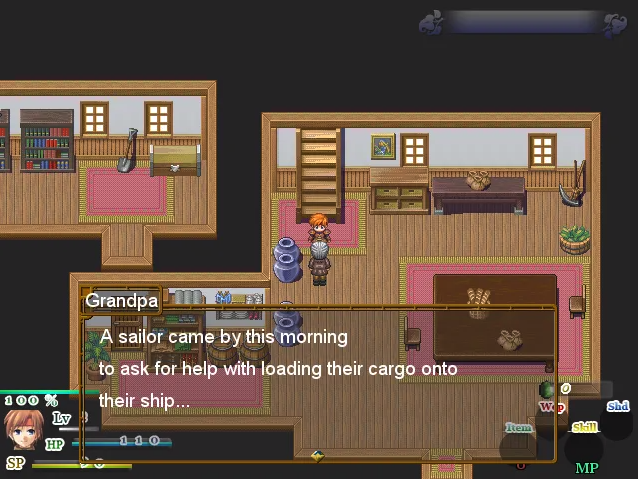 Grandpa
A sailor came by this morning
to ask for help with loading their cargo onto
their ship...
100 %
Lv
HP 110
SP
0
Wep
Shd
Item
Skill
MP